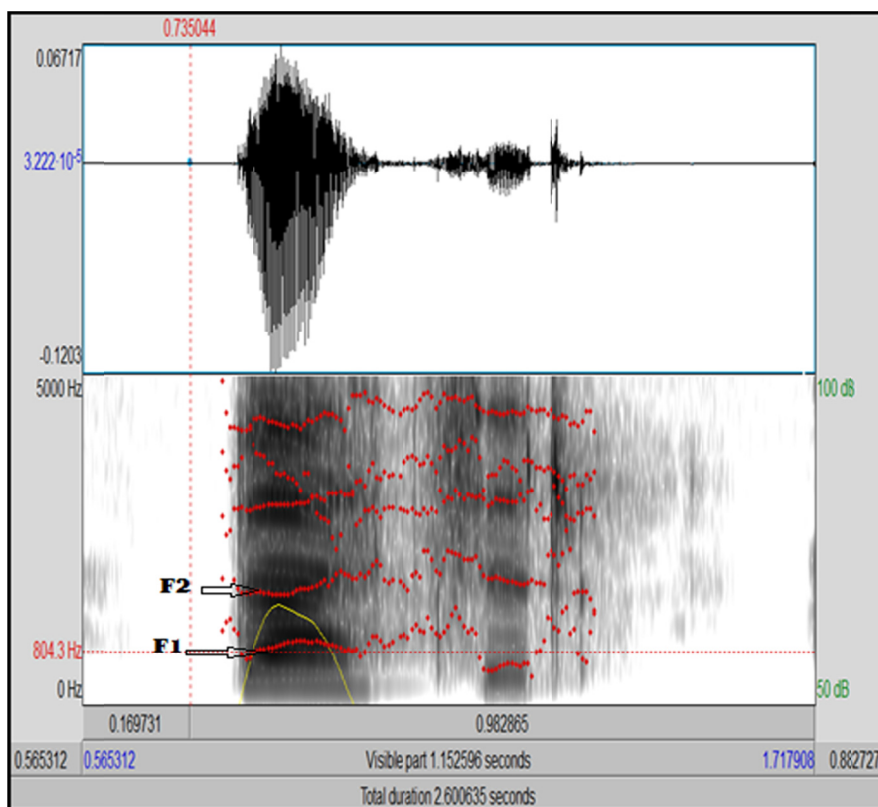 0.735044
0.06717
3.222·10-5
-0.1203
5000 Hz
100 dB
F2
F1
804.3 Hz
0 Hz
50 dB
0.169731
0.982865
0.565312
0.565312
Visible part 1.152596 seconds
1.717908
0.882727
Total duration 2.600635 seconds